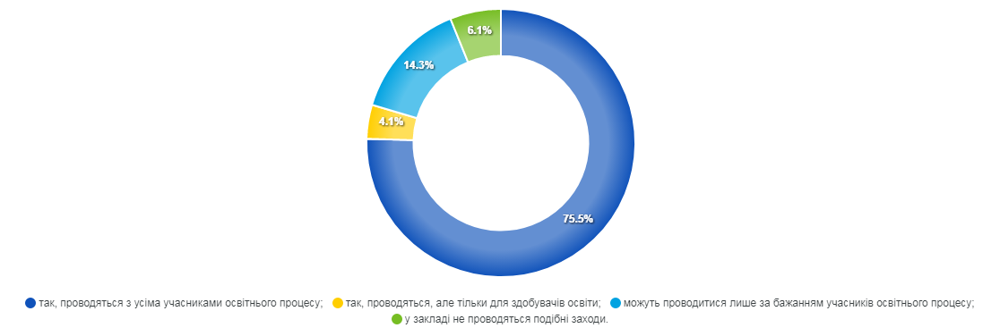 6.1%
14.3%
4.1%
75.5%
так, проводяться з усіма учасниками освітнього процесу; так, проводяться, але тільки для здобувачів освіти; можуть проводитися лише за бажанням учасників освітнього процесу;
у закладі не проводяться подібні заходи.